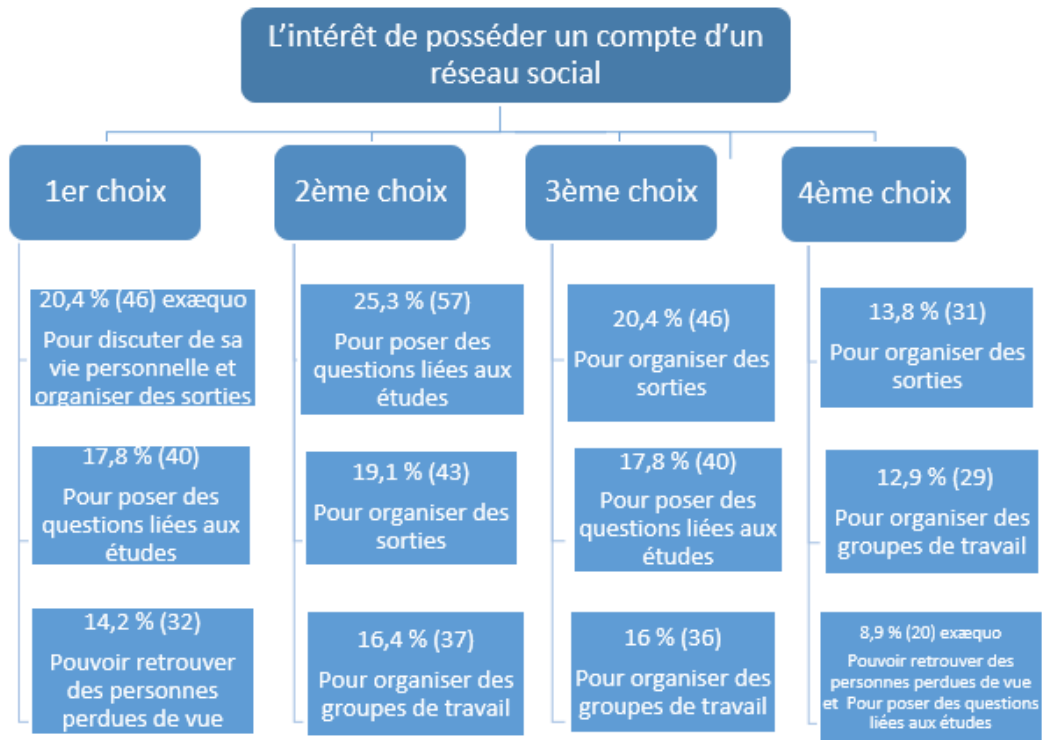 L'intérêt de posséder un compte d'un
réseau social
1er choix
20,4 % (46) exæquo
Pour discuter de sa
vie personnelle et
organiser des sorties
17,8 % (40)
Pour poser des
questions liées aux
études
14,2 % (32)
Pouvoir retrouver
des personnes
perdues de vue
2ème choix
25,3 % (57)
Pour poser des
questions liées aux
études
19,1 % (43)
Pour organiser des
sorties
16,4 % (37)
Pour organiser des
groupes de travail
3ème choix
20,4 % (46)
Pour organiser des
sorties
17,8 % (40)
Pour poser des
questions liées aux
études
16 % (36)
Pour organiser des
groupes de travail
4ème choix
13,8 % (31)
Pour organiser des
sorties
12,9 % (29)
Pour organiser des
groupes de travail
8,9 % (20) exæquo
Pouvoir retrouver des
personnes perdues de vue
et Pour poser des questions
liées aux études